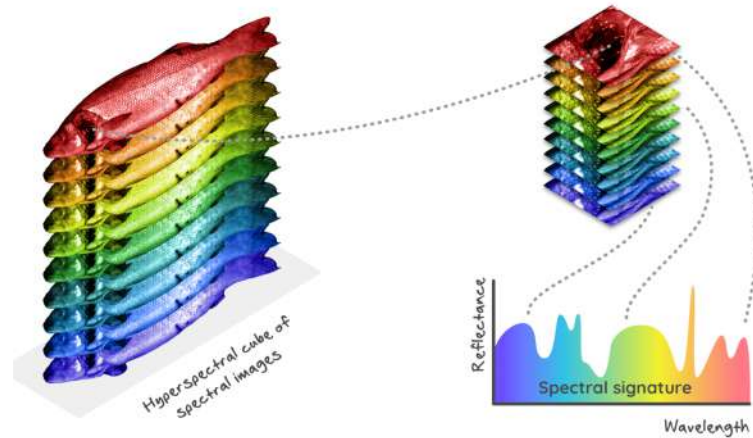 Hyperspectral cube of
spectral images
Reflectance
Spectral signature
Wavelength